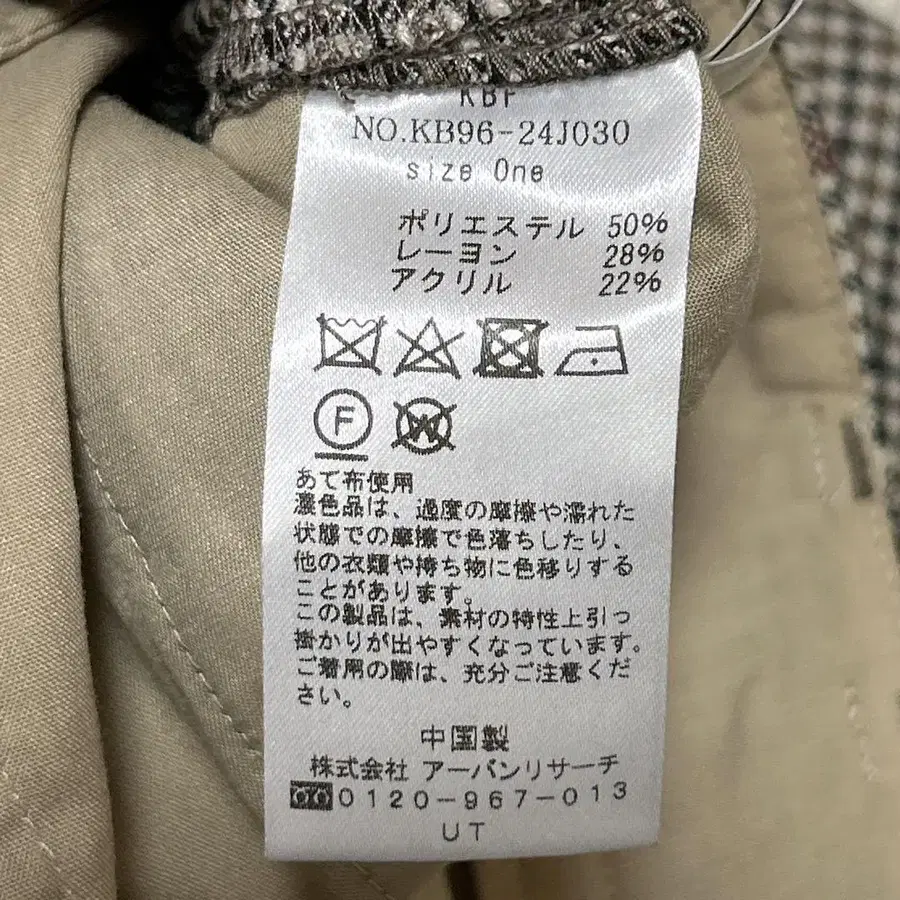 KBF
NO.KB96-24J030
size One
ポリエステル 50%
レーヨン 28%
アクリル 22%
F
W
あて布使用
濃色品は、過度の摩擦や濡れた
状態での摩擦で色落ちしたり、
他の衣類や持ち物に色移りする
ことがあります。
この製品は、素材の特性上引っ
掛かりが出やすくなっています。
ご着用の際は、充分ご注意くだ
さい。
中国製
株式会社 アーバンリサーチ
0120-967-013
UT